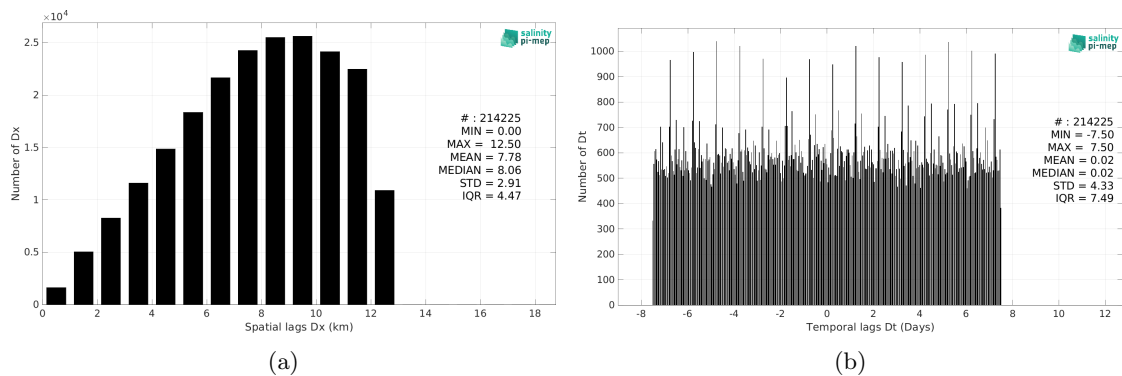 ×10⁴
salinity
pi-mep
2.5
2
1.5
1
0.5
0
Number of Dx
# : 214225
MIN = 0.00
MAX = 12.50
MEAN = 7.78
MEDIAN = 8.06
STD = 2.91
IQR = 4.47
0 2 4 6 8 10 12 14 16 18
Spatial lags Dx (km)
(a)
salinity
pi-mep
1000
900
800
700
600
500
400
300
200
100
0
Number of Dt
# : 214225
MIN = -7.50
MAX = 7.50
MEAN = 0.02
MEDIAN = 0.02
STD = 4.33
IQR = 7.49
-8 -6 -4 -2 0 2 4 6 8 10 12
Temporal lags Dt (Days)
(b)